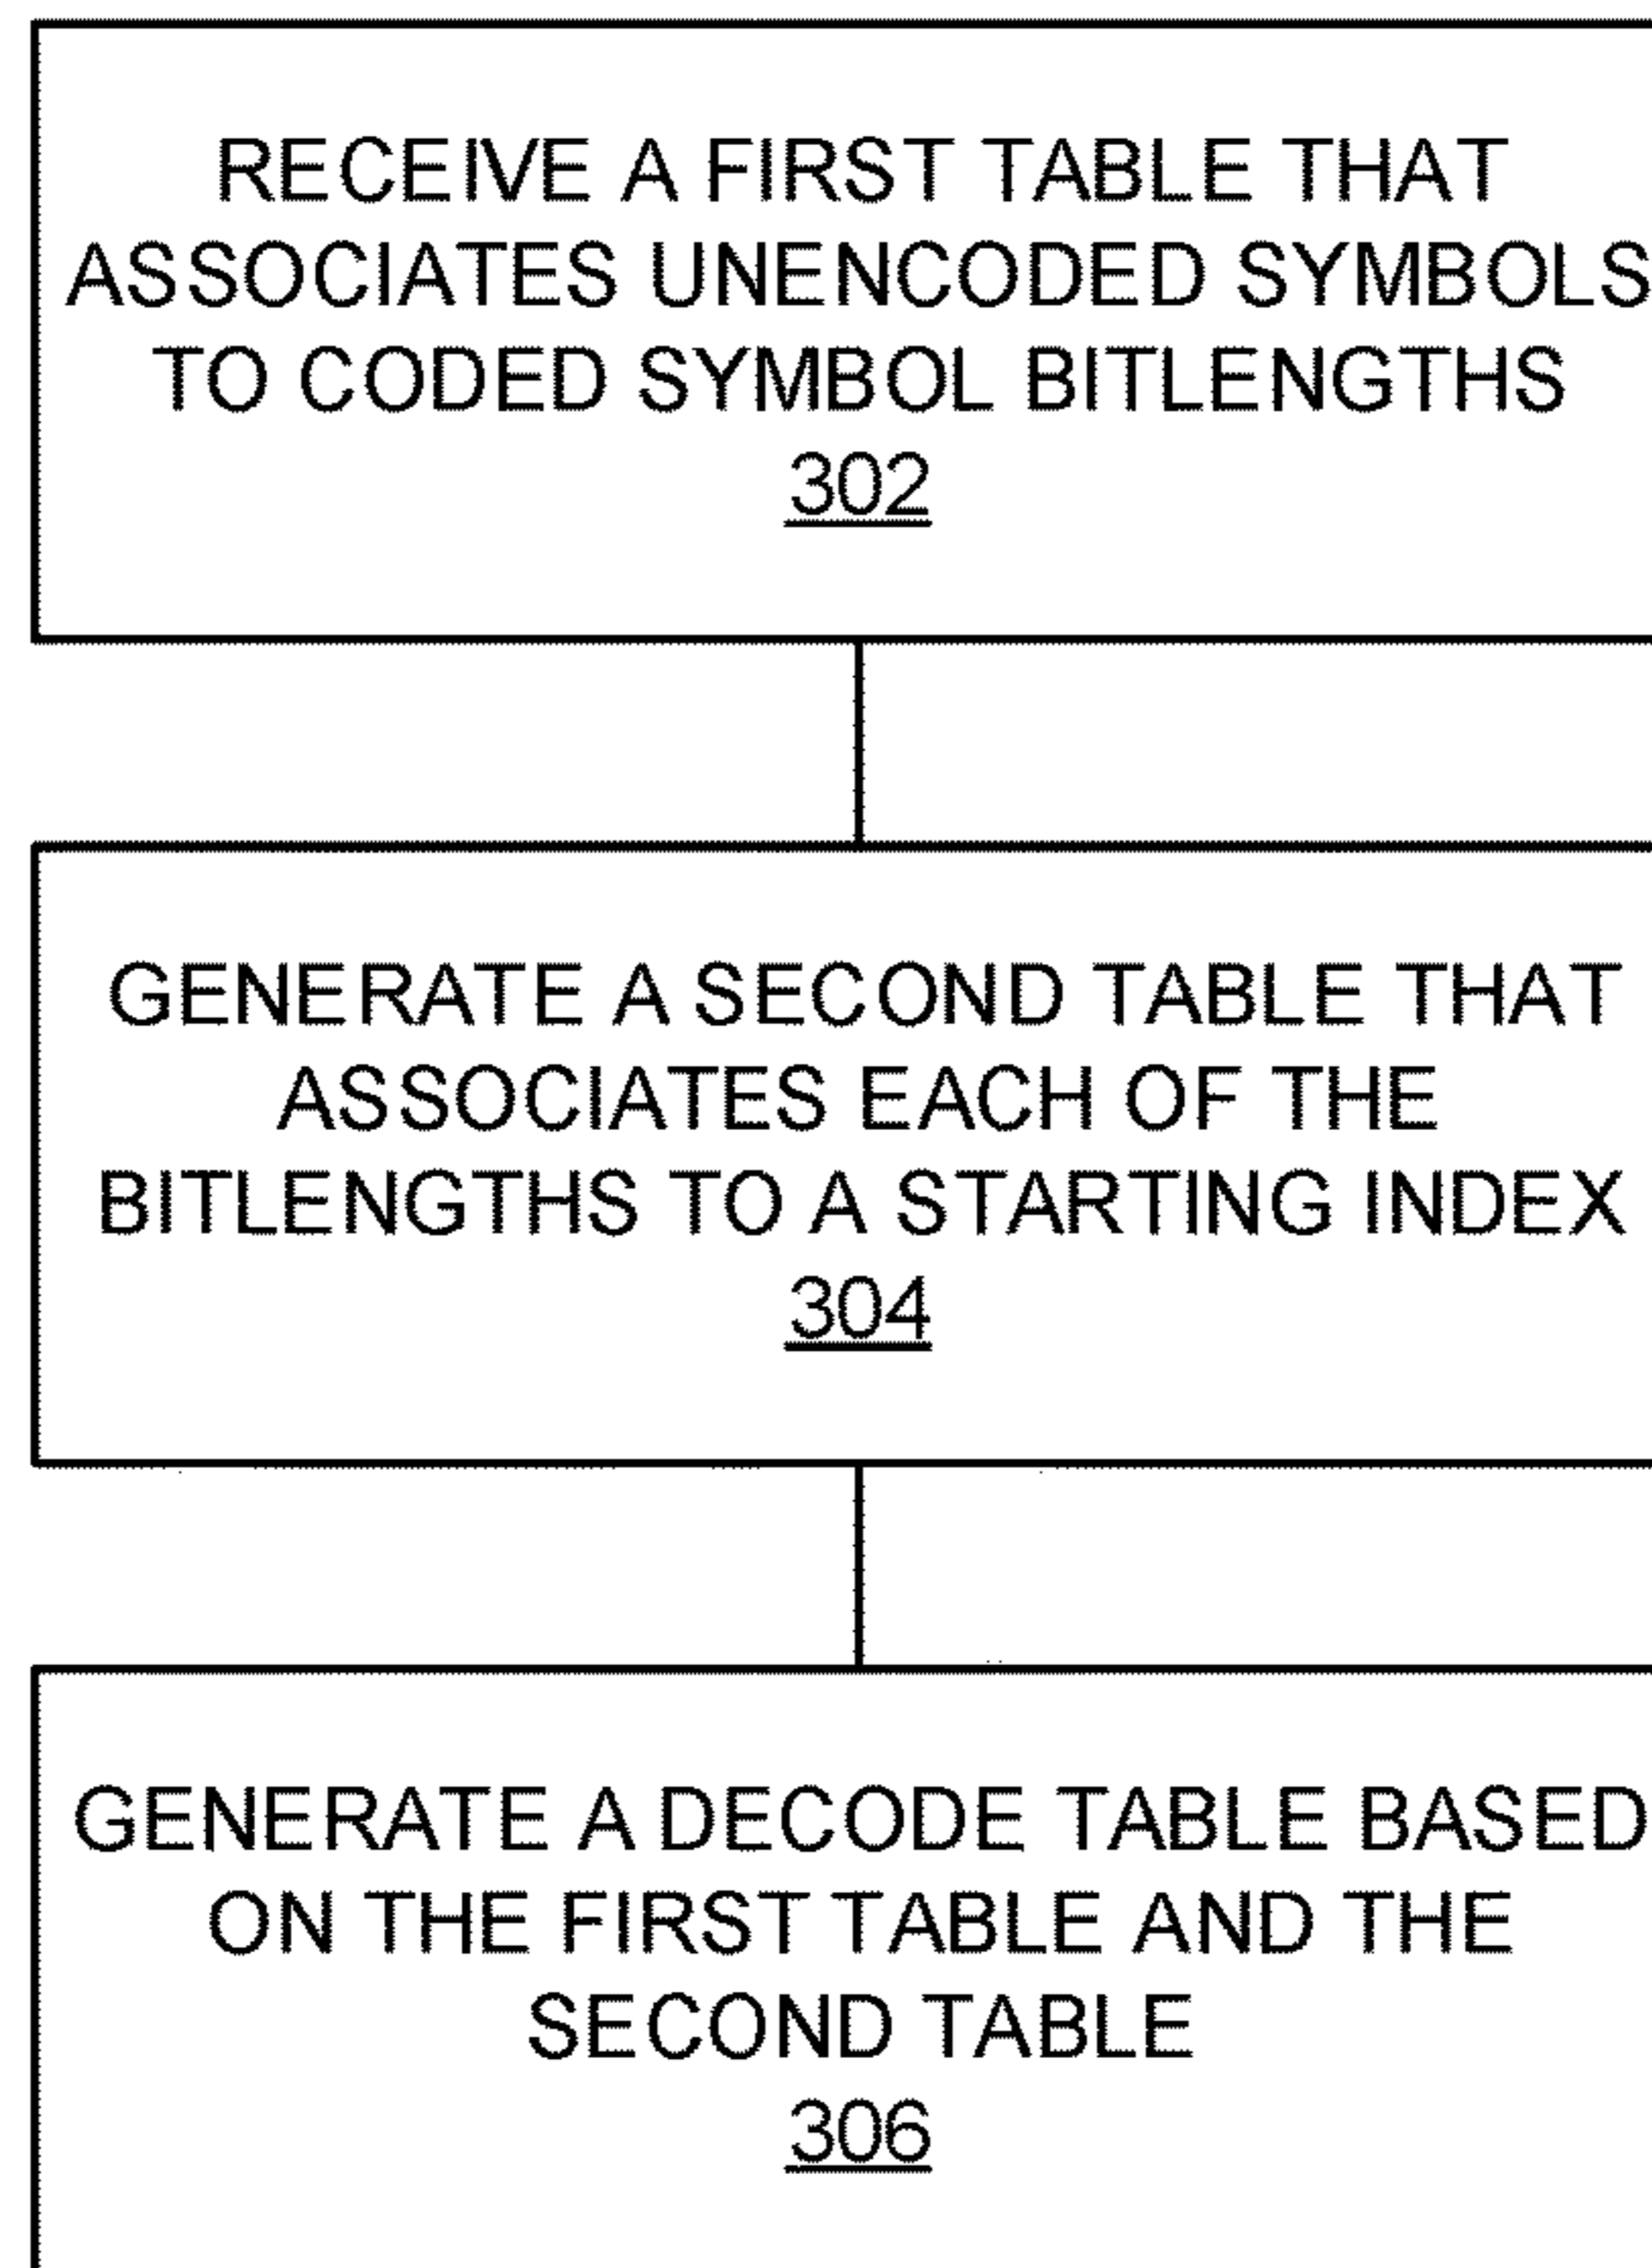 RECEIVE A FIRST TABLE THAT
ASSOCIATES UNENCODED SYMBOLS
TO CODED SYMBOL BITLENGTHS
302
GENERATE A SECOND TABLE THAT
ASSOCIATES EACH OF THE
BITLENGTHS TO A STARTING INDEX
304
GENERATE A DECODE TABLE BASED
ON THE FIRST TABLE AND THE
SECOND TABLE
306